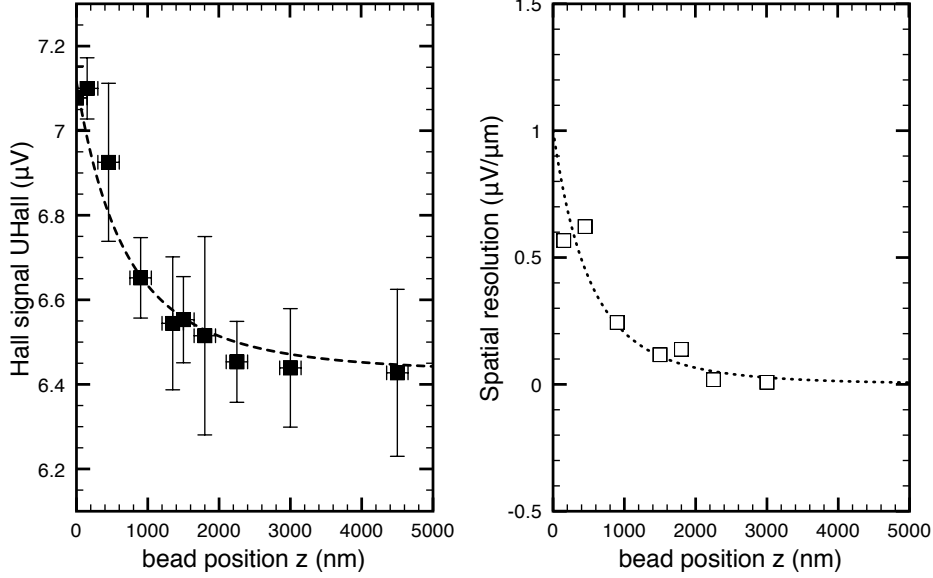 7.2
7
6.8
6.6
6.4
6.2
Hall signal UHall (µV)
0 1000 2000 3000 4000 5000
bead position z (nm)
1.5
1
0.5
0
-0.5
Spatial resolution (µV/µm)
0 1000 2000 3000 4000 5000
bead position z (nm)